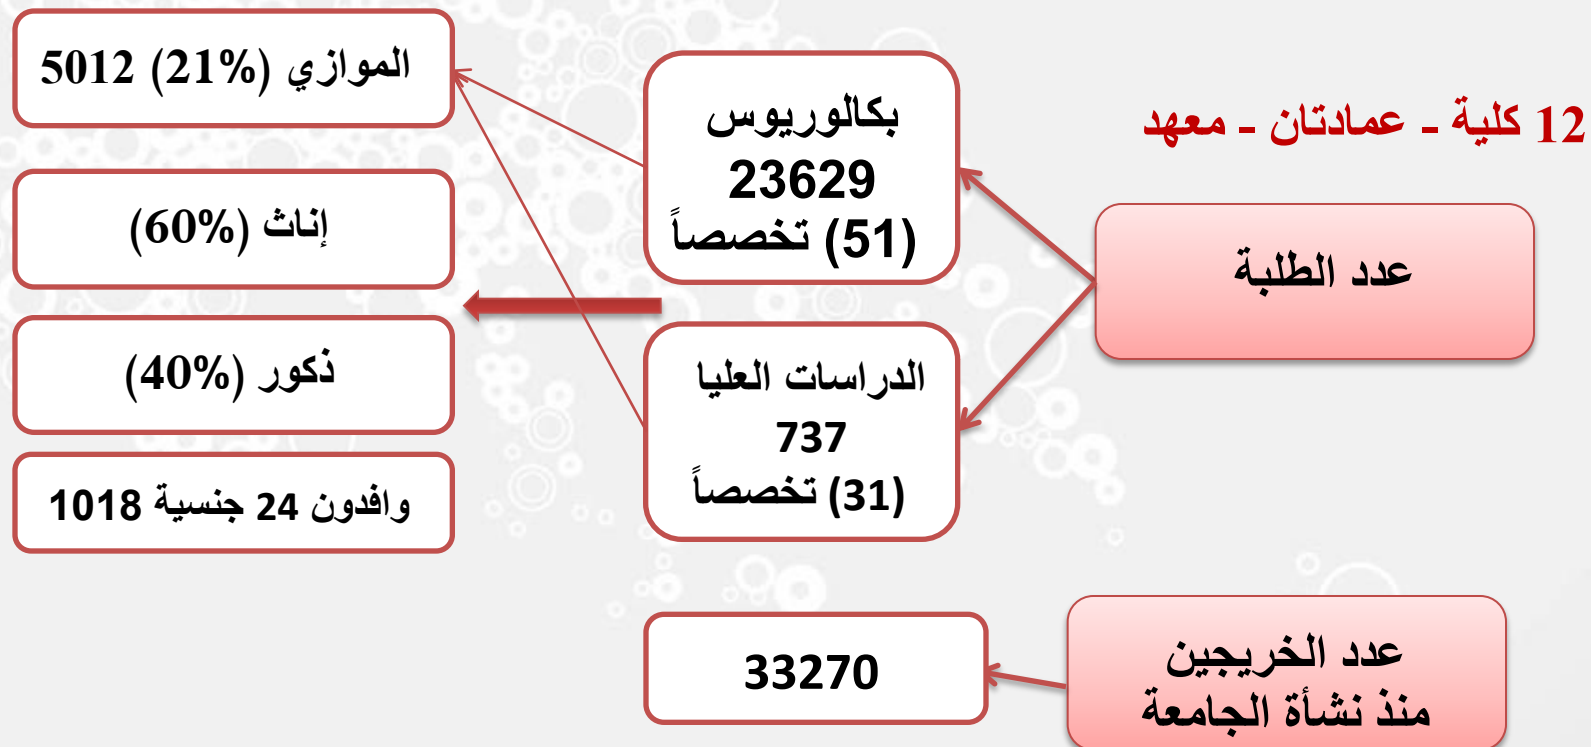 12 كلية - عمادتان - معهد
عدد الطلبة
بكالوريوس
23629
(51) تخصصاً
الدراسات العليا
737
(31) تخصصاً
الموازي (21%) 5012
إناث (60%)
ذكور (40%)
وافدون 24 جنسية 1018
عدد الخريجين
منذ نشأة الجامعة
33270